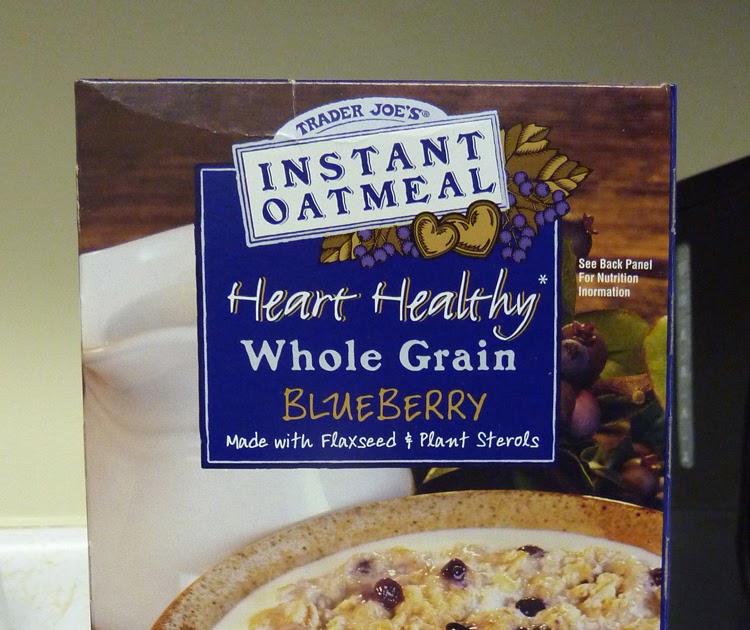 TRADER JOE'S®
INSTANT
OATMEAL
Heart Healthy*
Whole Grain
BLUEBERRY
Made with Flaxseed & Plant Sterols
See Back Panel
For Nutrition
Inormation